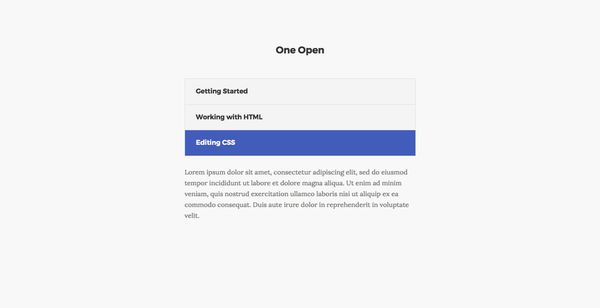 One Open
Getting Started
Working with HTML
Editing CSS
Lorem ipsum dolor sit amet, consectetur adipiscing elit, sed do eiusmod
tempor incididunt ut labore et dolore magna aliqua. Ut enim ad minim
veniam, quis nostrud exercitation ullamco laboris nisi ut aliquip ex ea
commodo consequat. Duis aute irure dolor in reprehenderit in voluptate
velit.